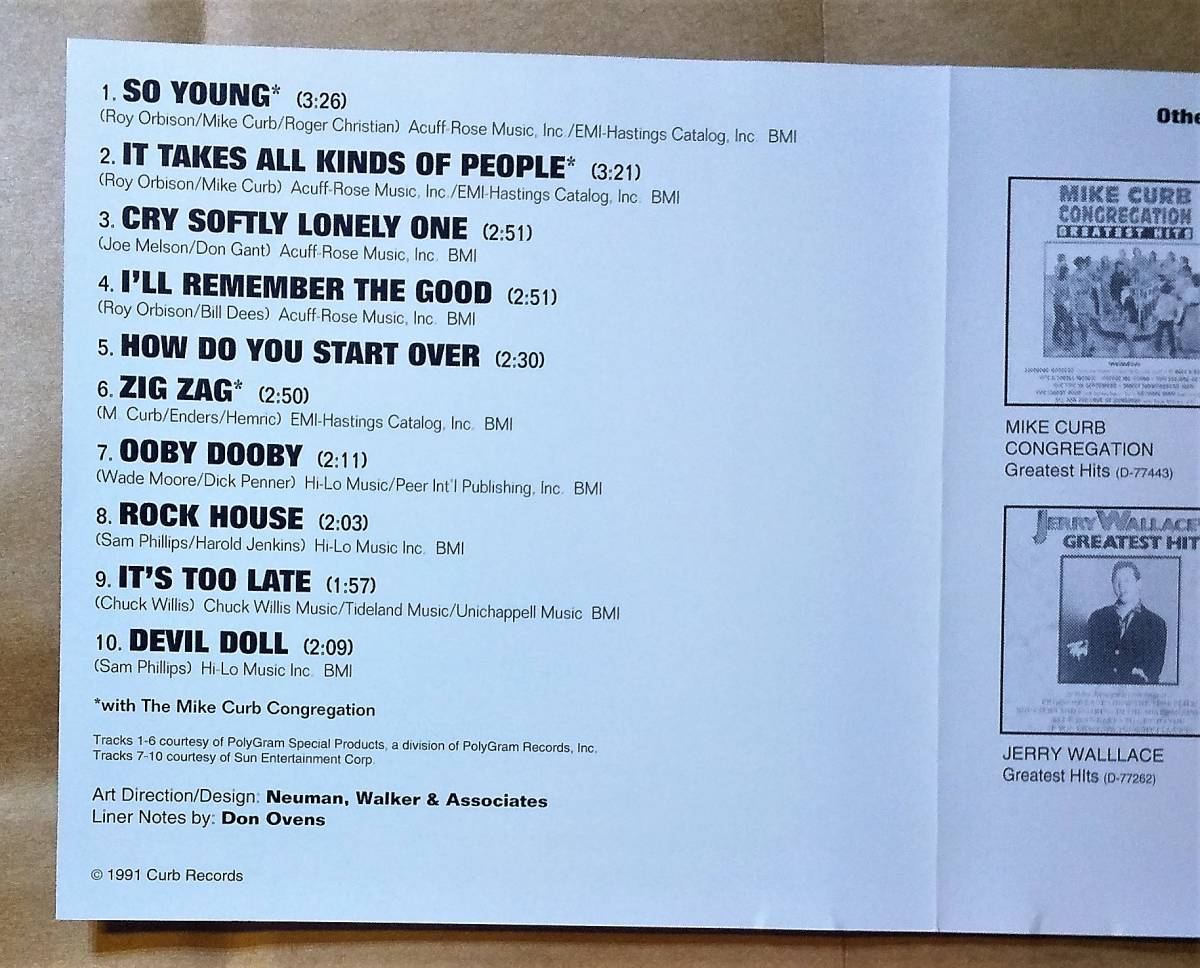 1. SO YOUNG* (3:26)
(Roy Orbison/Mike Curb/Roger Christian) Acuff-Rose Music, Inc./EMI-Hastings Catalog, Inc. BMI
2. IT TAKES ALL KINDS OF PEOPLE* (3:21)
(Roy Orbison/Mike Curb) Acuff-Rose Music, Inc./EMI-Hastings Catalog, Inc. BMI
3. CRY SOFTLY LONELY ONE (2:51)
(Joe Melson/Don Gant) Acuff-Rose Music, Inc. BMI
4. I'LL REMEMBER THE GOOD (2:51)
(Roy Orbison/Bill Dees) Acuff-Rose Music, Inc. BMI
5. HOW DO YOU START OVER (2:30)
6. ZIG ZAG* (2:50)
(M. Curb/Enders/Hemric) EMI-Hastings Catalog, Inc. BMI
7. OOBY DOOBY (2:11)
(Wade Moore/Dick Penner) Hi-Lo Music/Peer Int'l Publishing, Inc. BMI
8. ROCK HOUSE (2:03)
(Sam Phillips/Harold Jenkins) Hi-Lo Music Inc. BMI
9. IT'S TOO LATE (1:57)
(Chuck Willis) Chuck Willis Music/Tideland Music/Unichappell Music BMI
10. DEVIL DOLL (2:09)
(Sam Phillips) Hi-Lo Music Inc. BMI
*with The Mike Curb Congregation
Tracks 1-6 courtesy of PolyGram Special Products, a division of PolyGram Records, Inc.
Tracks 7-10 courtesy of Sun Entertainment Corp.
Art Direction/Design: Neuman, Walker & Associates
Liner Notes by: Don Ovens
© 1991 Curb Records
Othe
MIKE CURB
CONGREGATION
GREATEST HITS
MIKE CURB
CONGREGATION
Greatest Hits (D-77443)
JERRY WALLACE
GREATEST HIT
JERRY WALLLACE
Greatest HIts (D-77262)